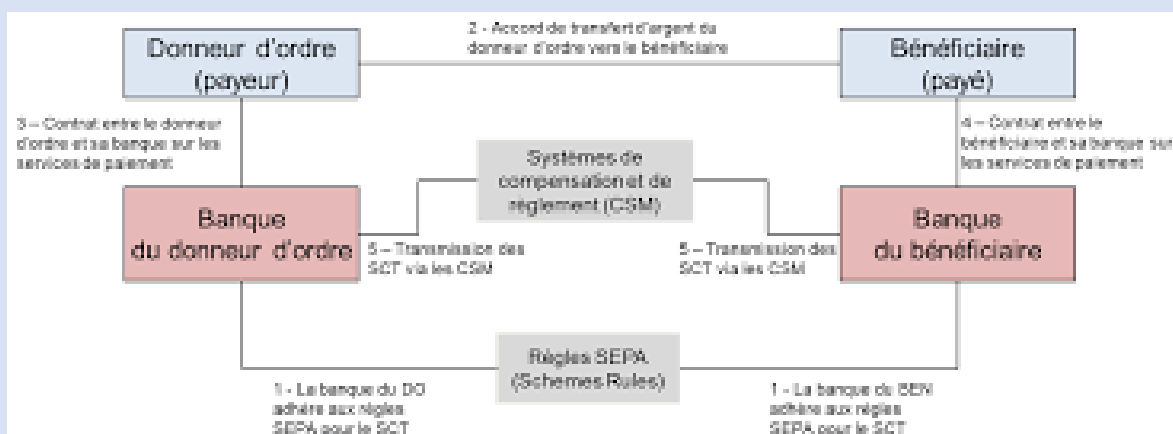 2 - Accord de transfert d'argent du
donneur d'ordre vers le bénéficiaire
Donneur d'ordre
(payeur)
Bénéficiaire
(payé)
3 – Contrat entre le donneur
d'ordre et sa banque sur les
services de paiement
4 – Contrat entre le
bénéficiaire et sa banque sur
les services de paiement
Systèmes de
compensation et de
règlement (CSM)
Banque
du donneur d'ordre
Banque
du bénéficiaire
5 – Transmission des
SCT via les CSM
5 – Transmission des
SCT via les CSM
Règles SEPA
(Schemes Rules)
1 - La banque du DO
adhère aux règles
SEPA pour le SCT
1 - La banque du BEN
adhère aux règles
SEPA pour le SCT